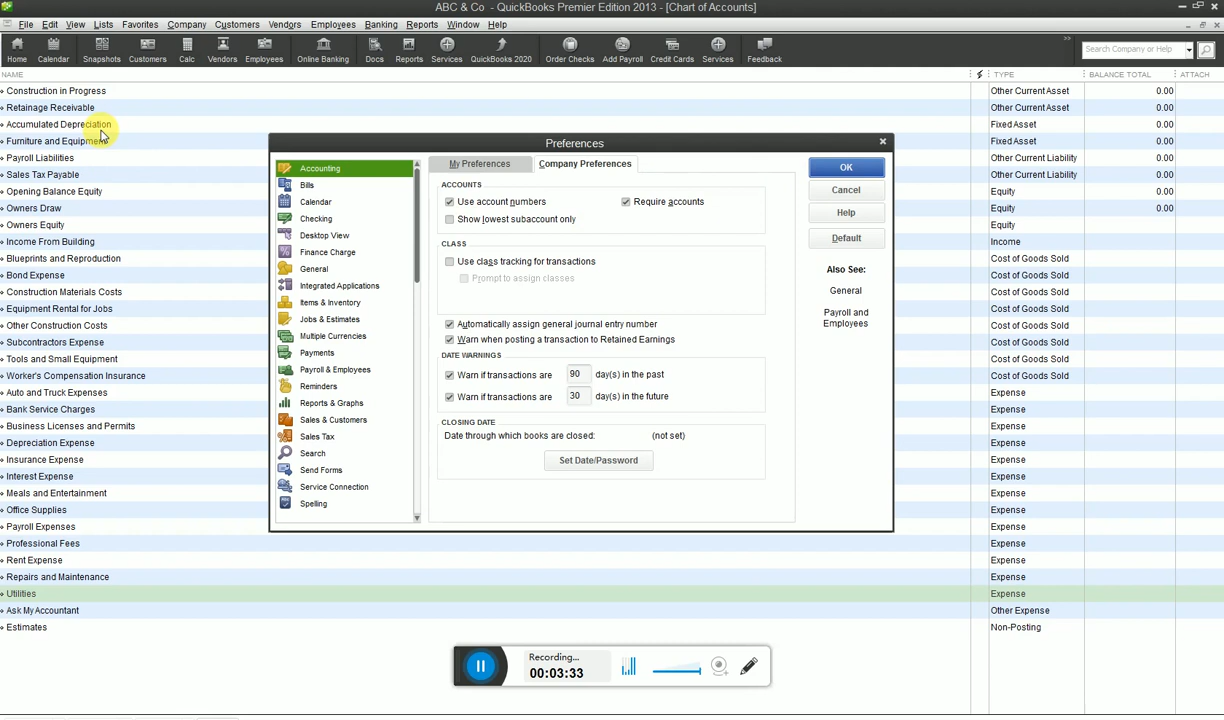 ABC & Co - QuickBooks Premier Edition 2013 - [Chart of Accounts]
File Edit View Lists Favorites Company Customers Vendors Employees Banking Reports Window Help
Home Calendar Snapshots Customers Calc Vendors Employees Online Banking Docs Reports Services QuickBooks 2020 Order Checks Add Payroll Credit Cards Services Feedback
Search Company or Help
NAME TYPE BALANCE TOTAL ATTACH
Construction in Progress Other Current Asset 0.00
Retainage Receivable Other Current Asset 0.00
Accumulated Depreciation Fixed Asset 0.00
Furniture and Equipment Fixed Asset 0.00
Payroll Liabilities Other Current Liability 0.00
Sales Tax Payable Other Current Liability 0.00
Opening Balance Equity Equity 0.00
Owners Draw Equity 0.00
Owners Equity Equity
Income From Building Income
Blueprints and Reproduction Cost of Goods Sold
Bond Expense Cost of Goods Sold
Construction Materials Costs Cost of Goods Sold
Equipment Rental for Jobs Cost of Goods Sold
Other Construction Costs Cost of Goods Sold
Subcontractors Expense Cost of Goods Sold
Tools and Small Equipment Cost of Goods Sold
Worker's Compensation Insurance Cost of Goods Sold
Auto and Truck Expenses Expense
Bank Service Charges Expense
Business Licenses and Permits Expense
Depreciation Expense Expense
Insurance Expense Expense
Interest Expense Expense
Meals and Entertainment Expense
Office Supplies Expense
Payroll Expenses Expense
Professional Fees Expense
Rent Expense Expense
Repairs and Maintenance Expense
Utilities Expense
Ask My Accountant Other Expense
Estimates Non-Posting
Preferences
Accounting
Bills
Calendar
Checking
Desktop View
Finance Charge
General
Integrated Applications
Items & Inventory
Jobs & Estimates
Multiple Currencies
Payments
Payroll & Employees
Reminders
Reports & Graphs
Sales & Customers
Sales Tax
Search
Send Forms
Service Connection
Spelling
My Preferences Company Preferences
ACCOUNTS
Use account numbers Require accounts
Show lowest subaccount only
CLASS
Use class tracking for transactions
Prompt to assign classes
Automatically assign general journal entry number
Warn when posting a transaction to Retained Earnings
DATE WARNINGS
Warn if transactions are 90 day(s) in the past
Warn if transactions are 30 day(s) in the future
CLOSING DATE
Date through which books are closed: (not set)
Set Date/Password
OK
Cancel
Help
Default
Also See:
General
Payroll and
Employees
Recording...
00:03:33